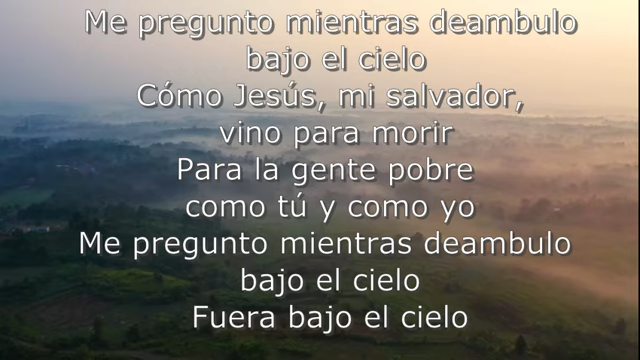 Me pregunto mientras deambulo
bajo el cielo
Cómo Jesús, mi salvador,
vino para morir
Para la gente pobre
como tú y como yo
Me pregunto mientras deambulo
bajo el cielo
Fuera bajo el cielo